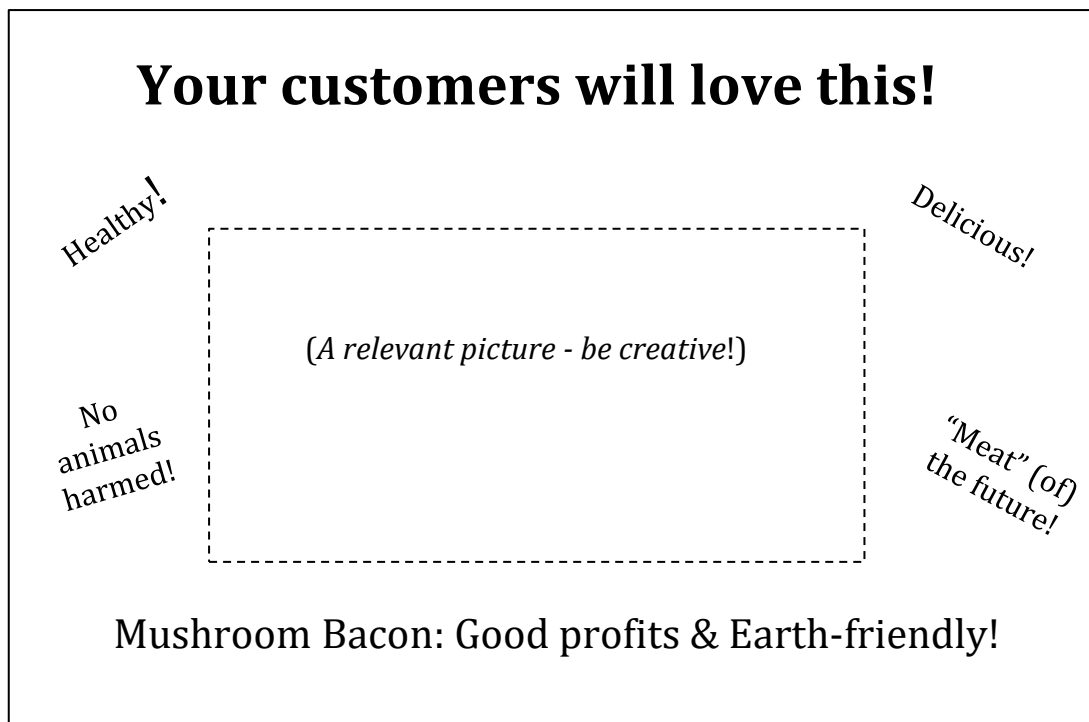 Your customers will love this!
Healthy!
Delicious!
(A relevant picture - be creative!)
No
animals
harmed!
“Meat” (of)
the future!
Mushroom Bacon: Good profits & Earth-friendly!